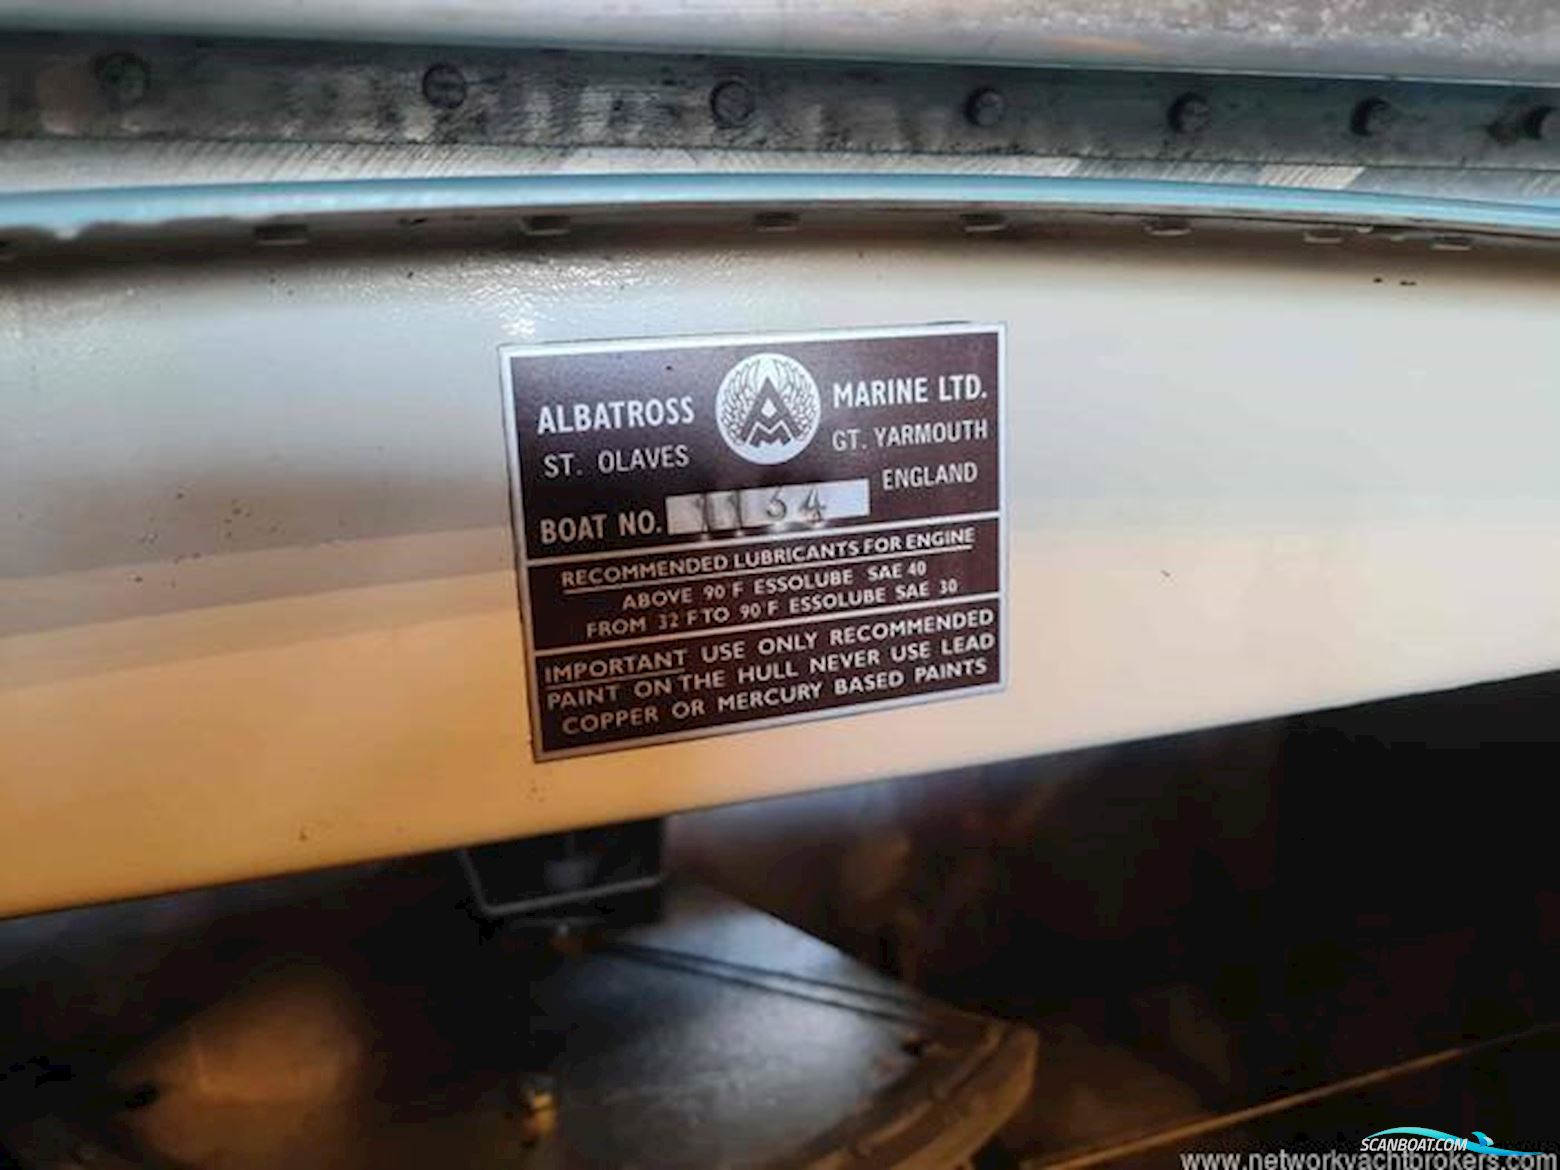 ALBATROSS MARINE LTD.
ST. OLAVES GT. YARMOUTH
ENGLAND
BOAT NO. 1134
RECOMMENDED LUBRICANTS FOR ENGINE
ABOVE 90°F ESSOLUBE SAE 40
FROM 32°F TO 90°F ESSOLUBE SAE 30
IMPORTANT USE ONLY RECOMMENDED
PAINT ON THE HULL NEVER USE LEAD
COPPER OR MERCURY BASED PAINTS
SCANBOAT.COM
www.networkyachtbrokers.com